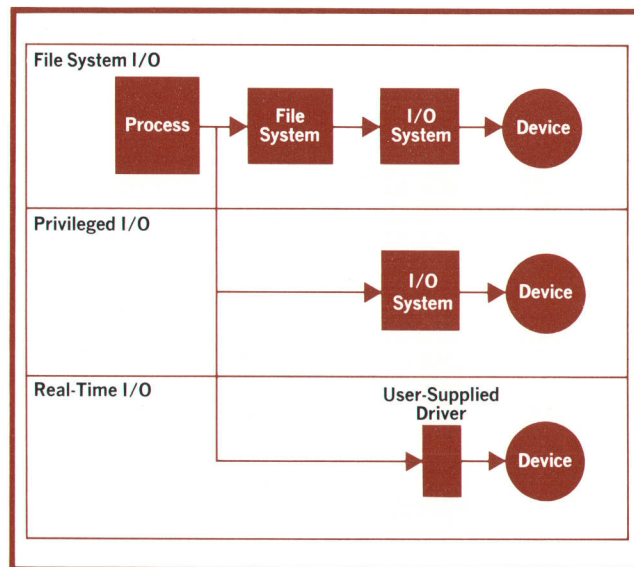 File System I/O
Process
File
System
I/O
System
Device
Privileged I/O
I/O
System
Device
Real-Time I/O
User-Supplied
Driver
Device